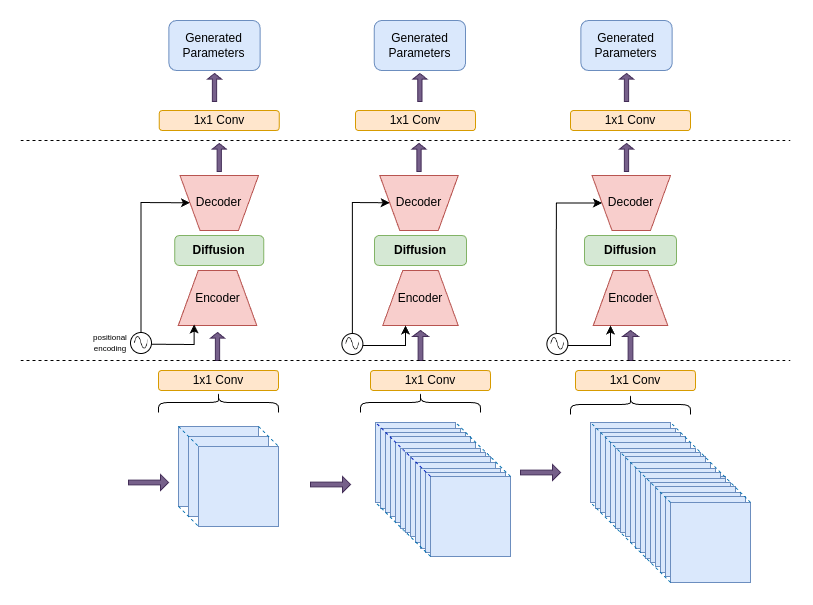 Generated
Parameters
Generated
Parameters
Generated
Parameters
1x1 Conv
1x1 Conv
1x1 Conv
Decoder
Decoder
Decoder
Diffusion
Diffusion
Diffusion
Encoder
Encoder
Encoder
positional
encoding
1x1 Conv
1x1 Conv
1x1 Conv